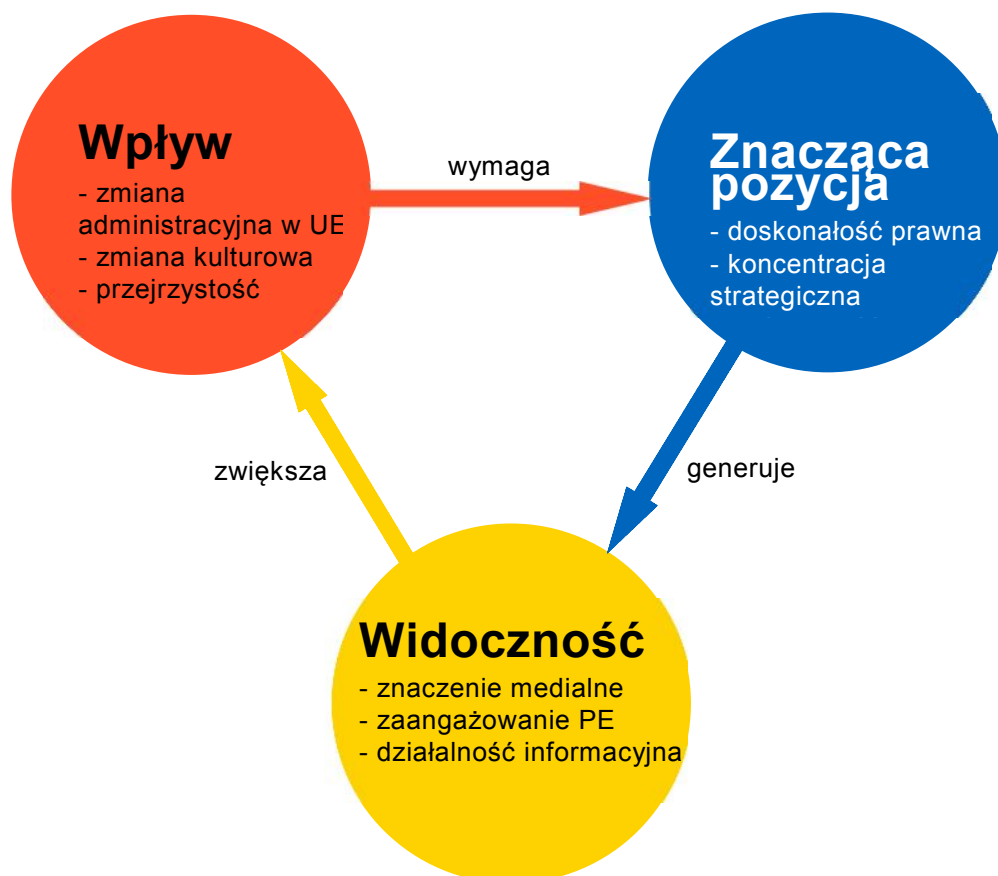 Wpływ
- zmiana
administracyjna w UE
- zmiana kulturowa
- przejrzystość
wymaga
Znacząca
pozycja
- doskonałość prawna
- koncentracja
strategiczna
zwiększa
generuje
Widoczność
- znaczenie medialne
- zaangażowanie PE
- działalność informacyjna